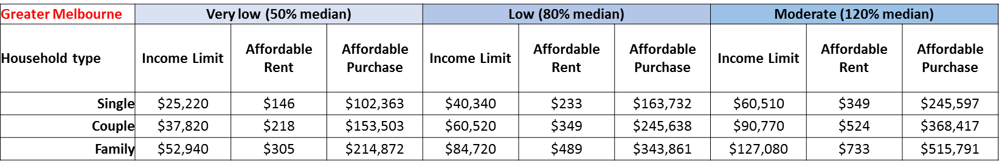 Greater Melbourne Very low (50% median) Low (80% median) Moderate (120% median)
Household type Income Limit Affordable Rent Affordable Purchase Income Limit Affordable Rent Affordable Purchase Income Limit Affordable Rent Affordable Purchase
Single $25,220 $146 $102,363 $40,340 $233 $163,732 $60,510 $349 $245,597
Couple $37,820 $218 $153,503 $60,520 $349 $245,638 $90,770 $524 $368,417
Family $52,940 $305 $214,872 $84,720 $489 $343,861 $127,080 $733 $515,791